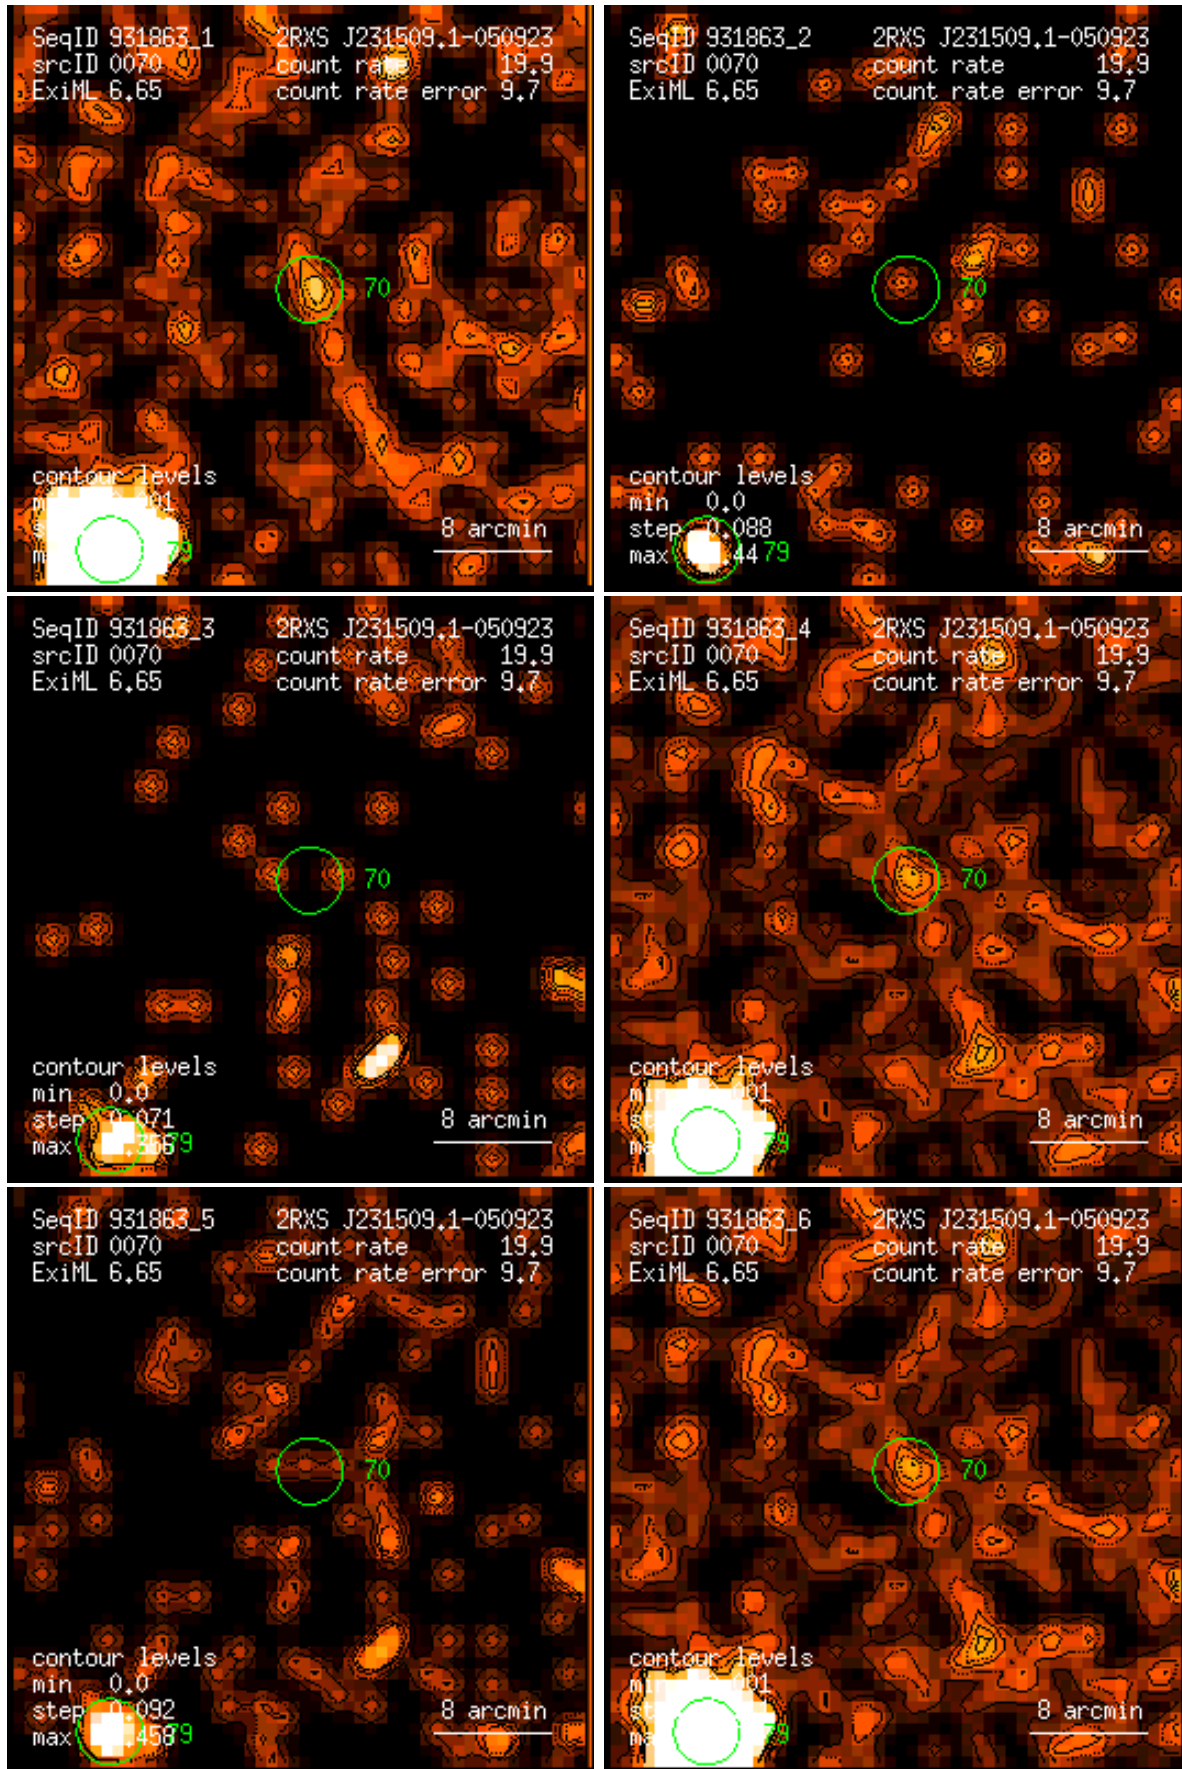 SeqID 931863_1 2RXS J231509.1-050923
srcID 0070 count rate 19.9
ExiML 6.65 count rate error 9.7
70
contour levels
8 arcmin
79
SeqID 931863_2 2RXS J231509.1-050923
srcID 0070 count rate 19.9
ExiML 6.65 count rate error 9.7
70
contour levels
min 0.0
step 0.088 8 arcmin
max .44 79
SeqID 931863_3 2RXS J231509.1-050923
srcID 0070 count rate 19.9
ExiML 6.65 count rate error 9.7
70
contour levels
min 0.0
step 0.071 8 arcmin
max 79
SeqID 931863_4 2RXS J231509.1-050923
srcID 0070 count rate 19.9
ExiML 6.65 count rate error 9.7
70
contour levels
8 arcmin
79
SeqID 931863_5 2RXS J231509.1-050923
srcID 0070 count rate 19.9
ExiML 6.65 count rate error 9.7
70
contour levels
min 0.0
step 0.092 8 arcmin
max .458 79
SeqID 931863_6 2RXS J231509.1-050923
srcID 0070 count rate 19.9
ExiML 6.65 count rate error 9.7
70
contour levels
8 arcmin
79